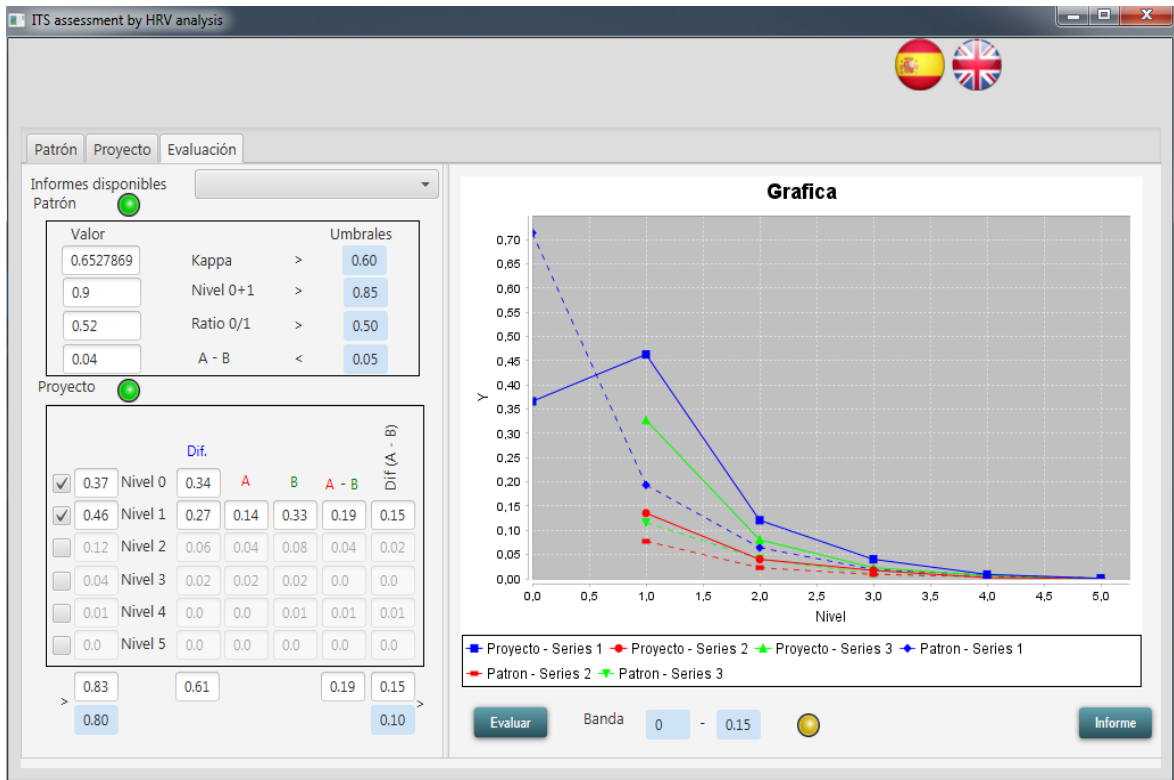 ITS assessment by HRV analysis
Patrón Proyecto Evaluación
Informes disponibles
Patrón
Valor Umbrales
0.6527869 Kappa > 0.60
0.9 Nivel 0+1 > 0.85
0.52 Ratio 0/1 > 0.50
0.04 A - B < 0.05
Proyecto
Dif. A B A - B Dif (A - B)
0.37 Nivel 0 0.34
0.46 Nivel 1 0.27 0.14 0.33 0.19 0.15
0.12 Nivel 2 0.06 0.04 0.08 0.04 0.02
0.04 Nivel 3 0.02 0.02 0.02 0.0 0.0
0.01 Nivel 4 0.0 0.0 0.01 0.01 0.01
0.0 Nivel 5 0.0 0.0 0.0 0.0 0.0
> 0.83 0.61 0.19 0.15 >
0.80 0.10
Grafica
Y
0,70
0,65
0,60
0,55
0,50
0,45
0,40
0,35
0,30
0,25
0,20
0,15
0,10
0,05
0,00
0,0 0,5 1,0 1,5 2,0 2,5 3,0 3,5 4,0 4,5 5,0
Nivel
Proyecto - Series 1 Proyecto - Series 2 Proyecto - Series 3 Patron - Series 1
Patron - Series 2 Patron - Series 3
Evaluar Banda 0 - 0.15 Informe